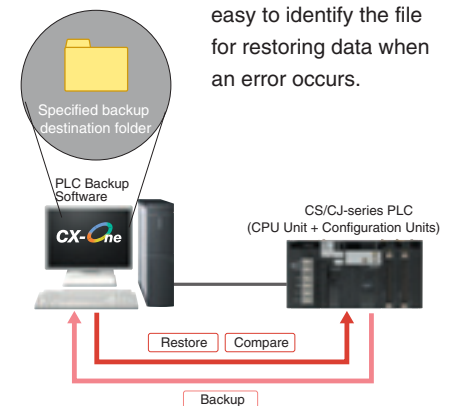 easy to identify the file
for restoring data when
an error occurs.
Specified backup
destination folder
PLC Backup
Software
CX-One
CS/CJ-series PLC
(CPU Unit + Configuration Units)
Restore
Compare
Backup